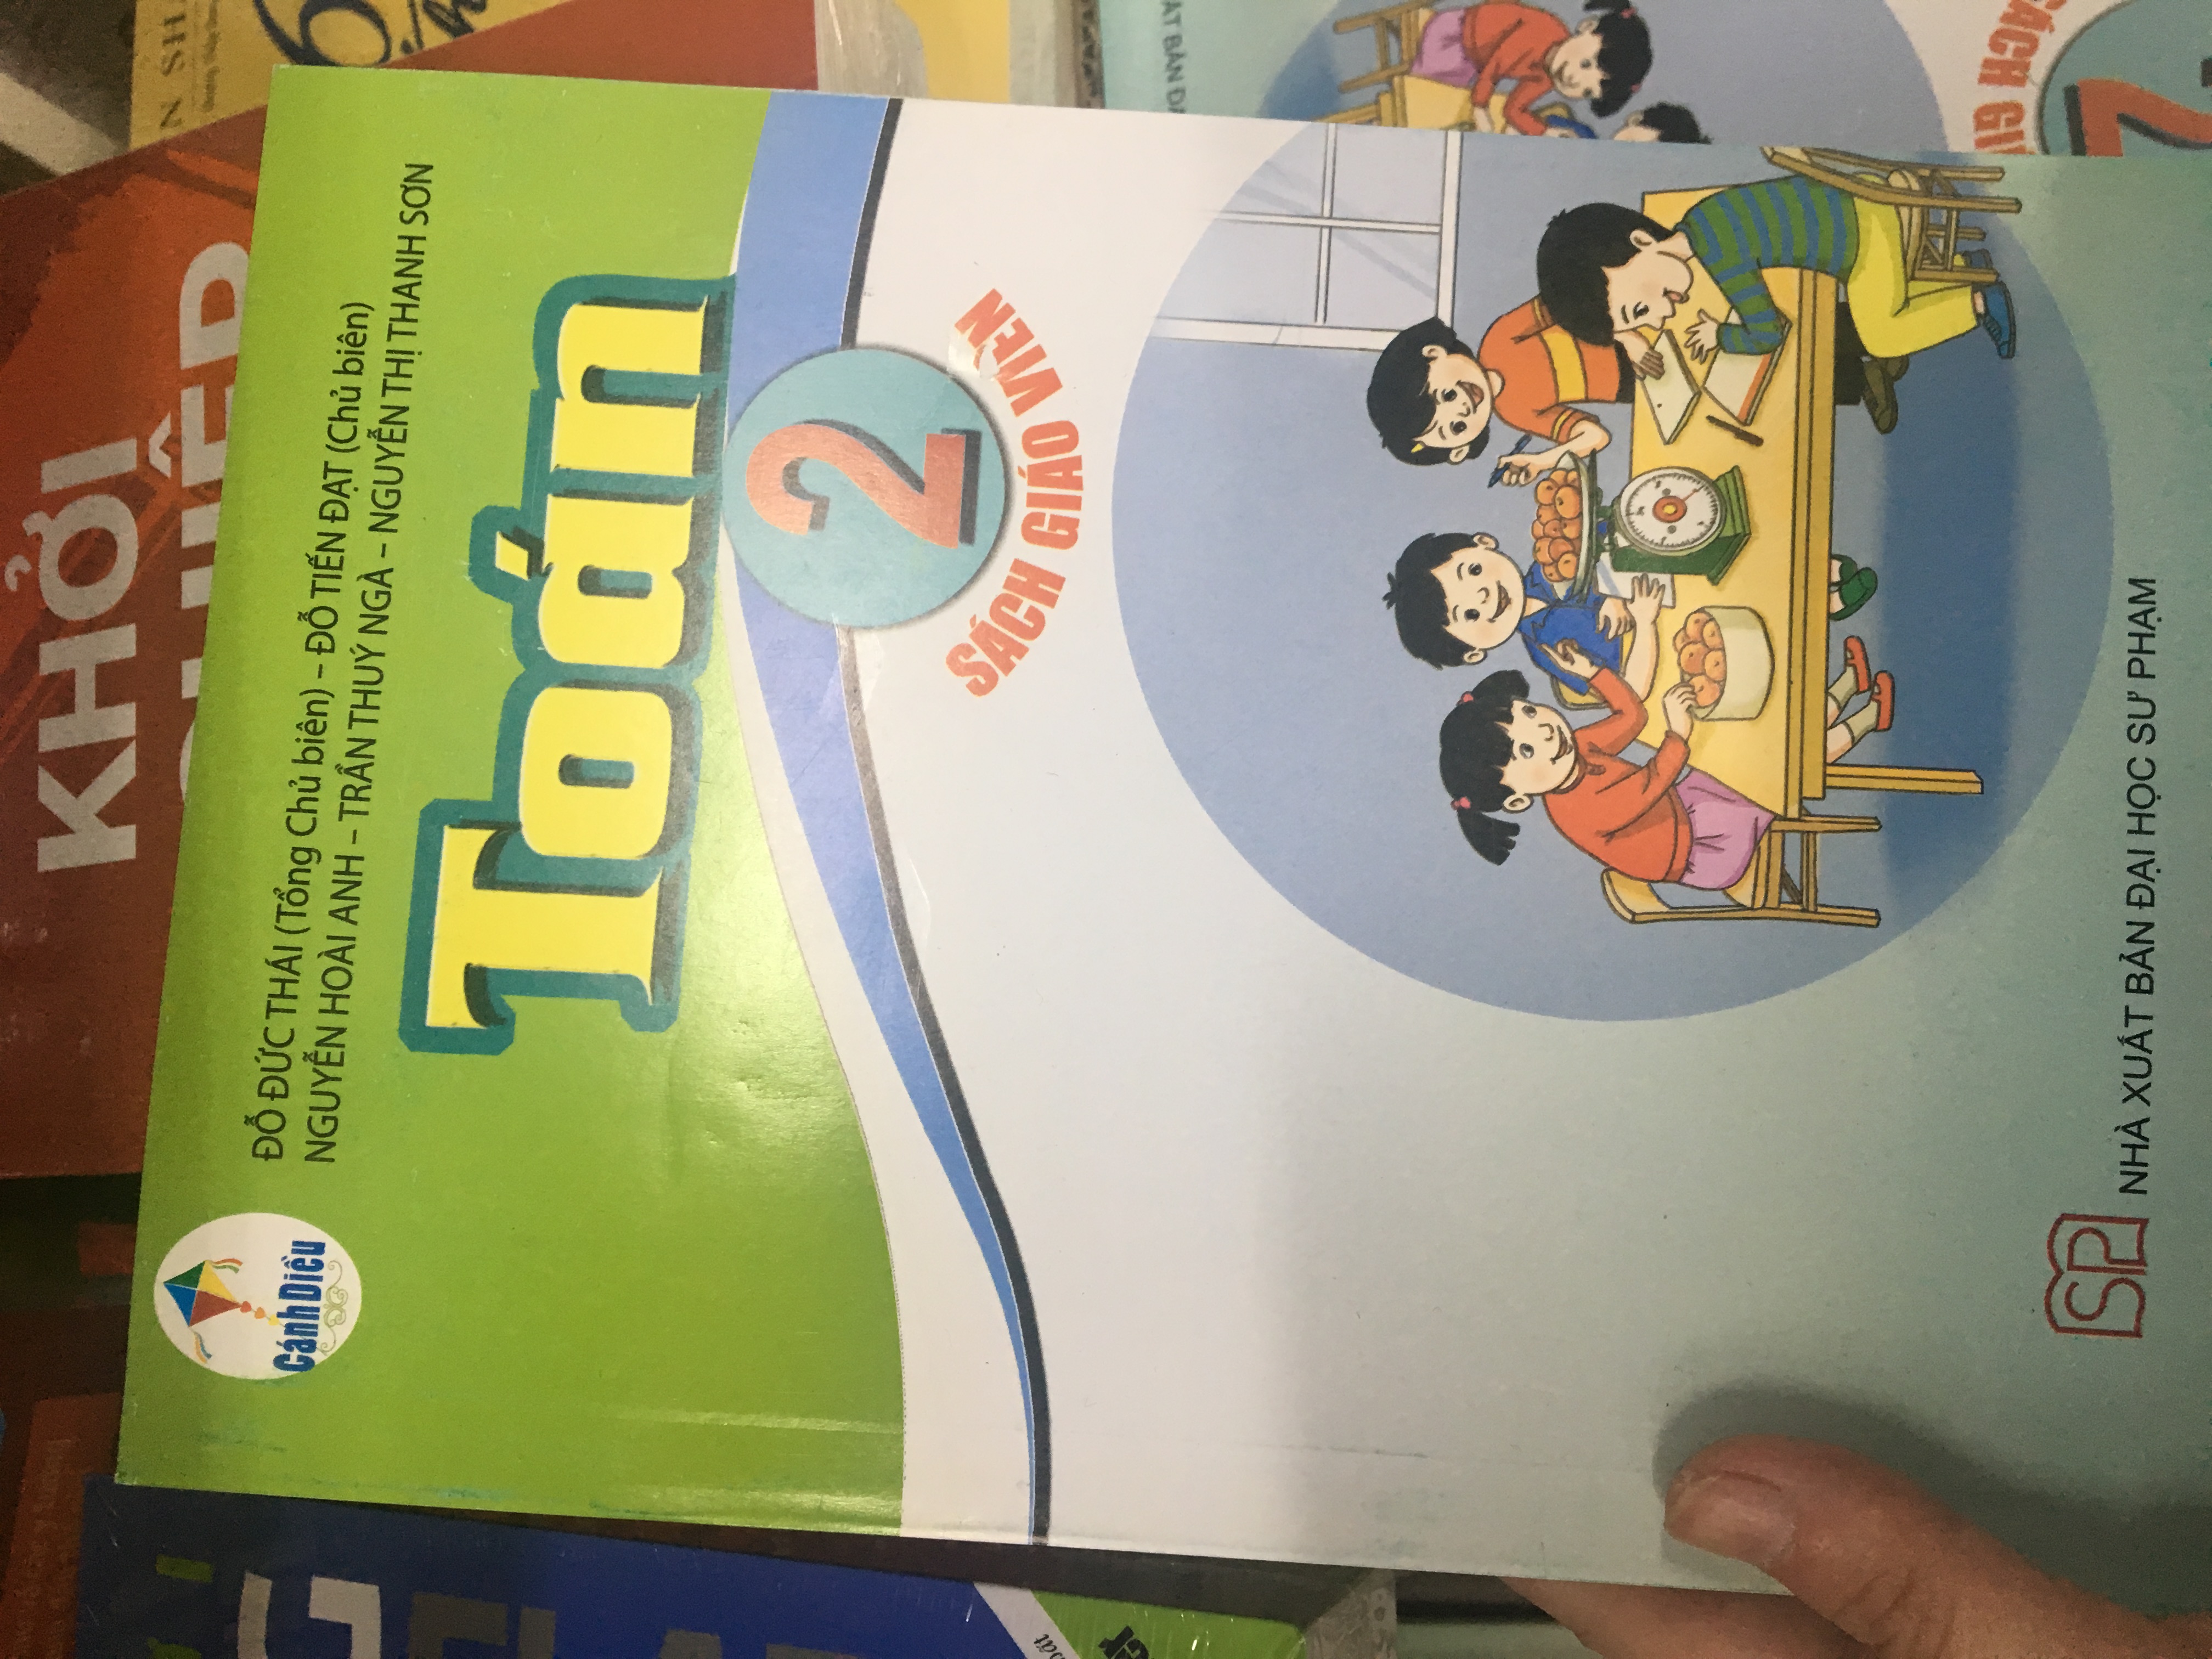 KHỞI
Cánh Diều
ĐỖ ĐỨC THÁI (Tổng Chủ biên) – ĐỖ TIẾN ĐẠT (Chủ biên)
NGUYỄN HOÀI ANH – TRẦN THUÝ NGÀ – NGUYỄN THỊ THANH SƠN
Toán
2
SÁCH GIÁO VIÊN
SP
NHÀ XUẤT BẢN ĐẠI HỌC SƯ PHẠM